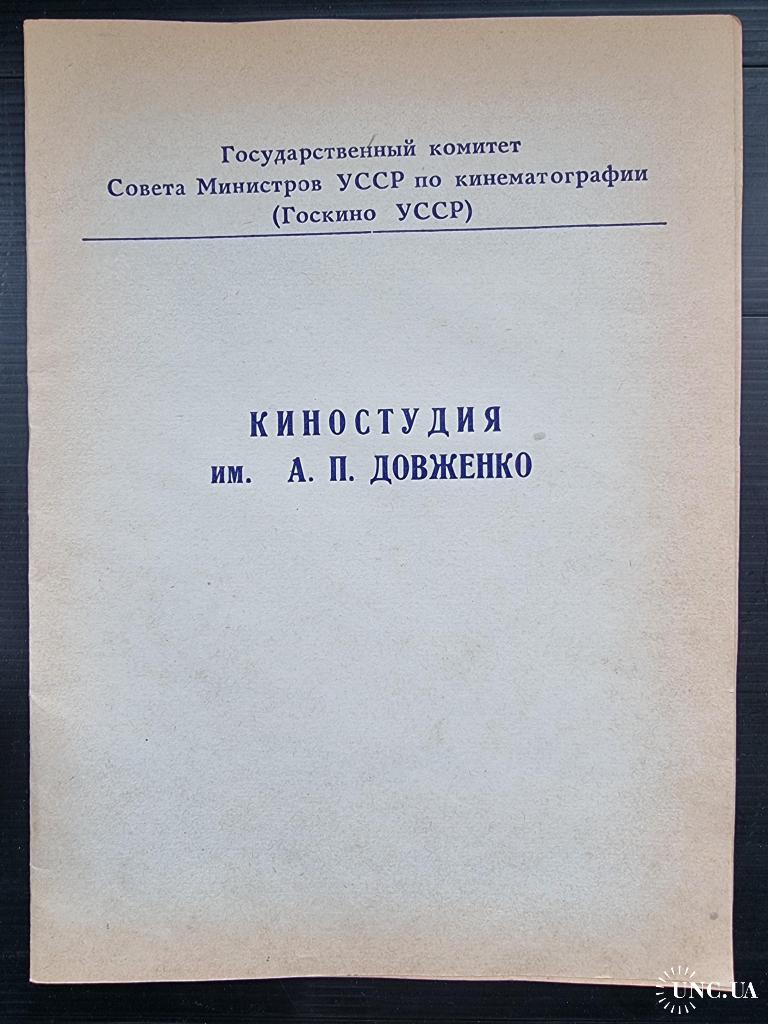 Государственный комитет
Совета Министров УССР по кинематографии
(Госкино УССР)
КИНОСТУДИЯ
им. А. П. ДОВЖЕНКО
UNC.UA